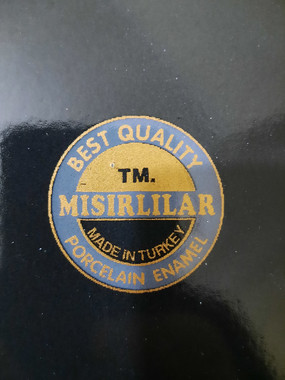 BEST QUALITY
TM.
MISIRLILAR
MADE IN TURKEY
PORCELAIN ENAMEL